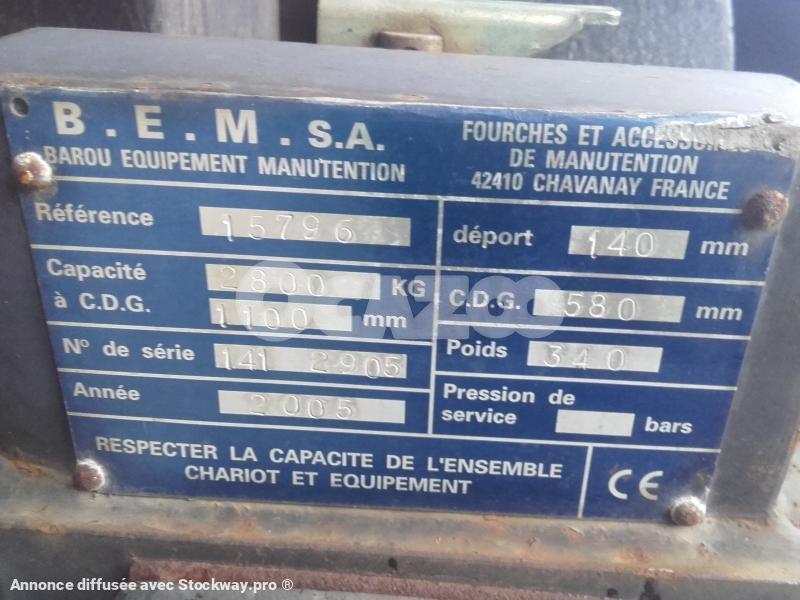 B.E.M. S.A.
BAROU EQUIPEMENT MANUTENTION
FOURCHES ET
DE MANUTENTION
42410 CHAVANAY FRANCE
Référence 15796
Capacité 2800 KG
à C.D.G. 1100 mm
N° de série 141 2905
Année 2005
déport 140 mm
C.D.G. 580 mm
Poids 340
Pression de
service bars
RESPECTER LA CAPACITE DE L'ENSEMBLE
CHARIOT ET EQUIPEMENT
CE
OCAZOO
Annonce diffusée avec Stockway.pro ®